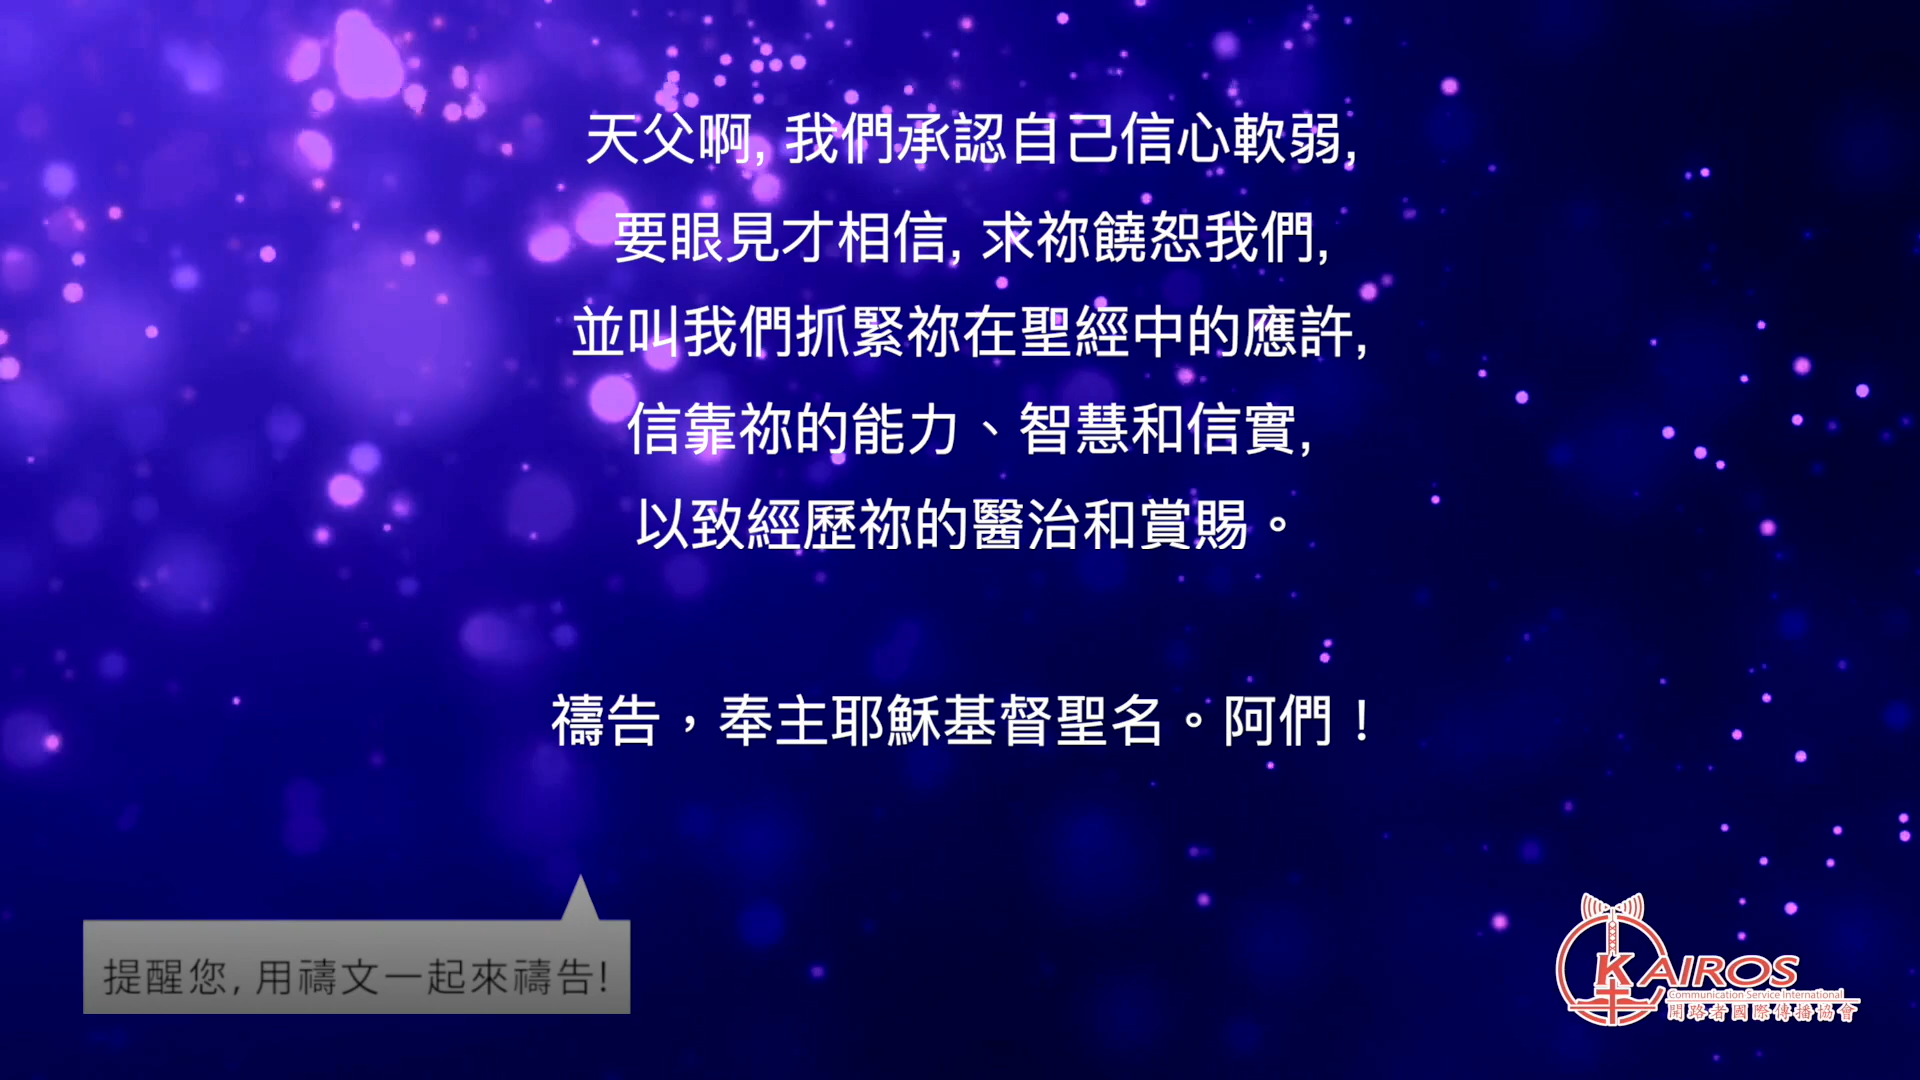 天父啊, 我們承認自己信心軟弱,
要眼見才相信, 求祢饒恕我們,
並叫我們抓緊祢在聖經中的應許,
信靠祢的能力、智慧和信實,
以致經歷祢的醫治和賞賜。
禱告，奉主耶穌基督聖名。阿們！
提醒您, 用禱文一起來禱告!
KAIROS
Communication Service International
開路者國際傳播協會